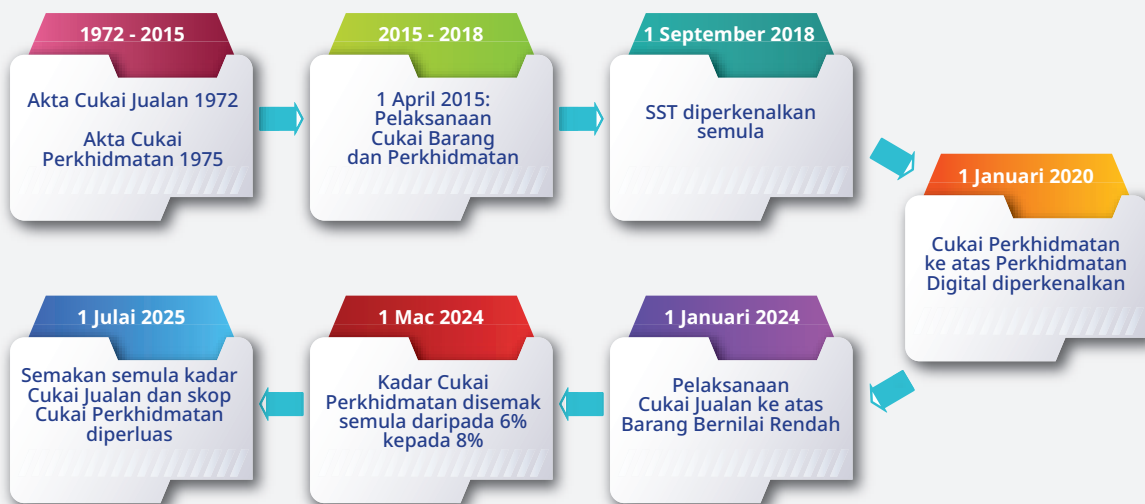 1972 - 2015
Akta Cukai Jualan 1972
Akta Cukai
Perkhidmatan 1975
2015 - 2018
1 April 2015:
Pelaksanaan
Cukai Barang
dan Perkhidmatan
1 September 2018
SST diperkenalkan
semula
1 Januari 2020
Cukai Perkhidmatan
ke atas Perkhidmatan
Digital diperkenalkan
1 Januari 2024
Pelaksanaan
Cukai Jualan ke atas
Barang Bernilai Rendah
1 Mac 2024
Kadar Cukai
Perkhidmatan disemak
semula daripada 6%
kepada 8%
1 Julai 2025
Semakan semula kadar
Cukai Jualan dan skop
Cukai Perkhidmatan
diperluas